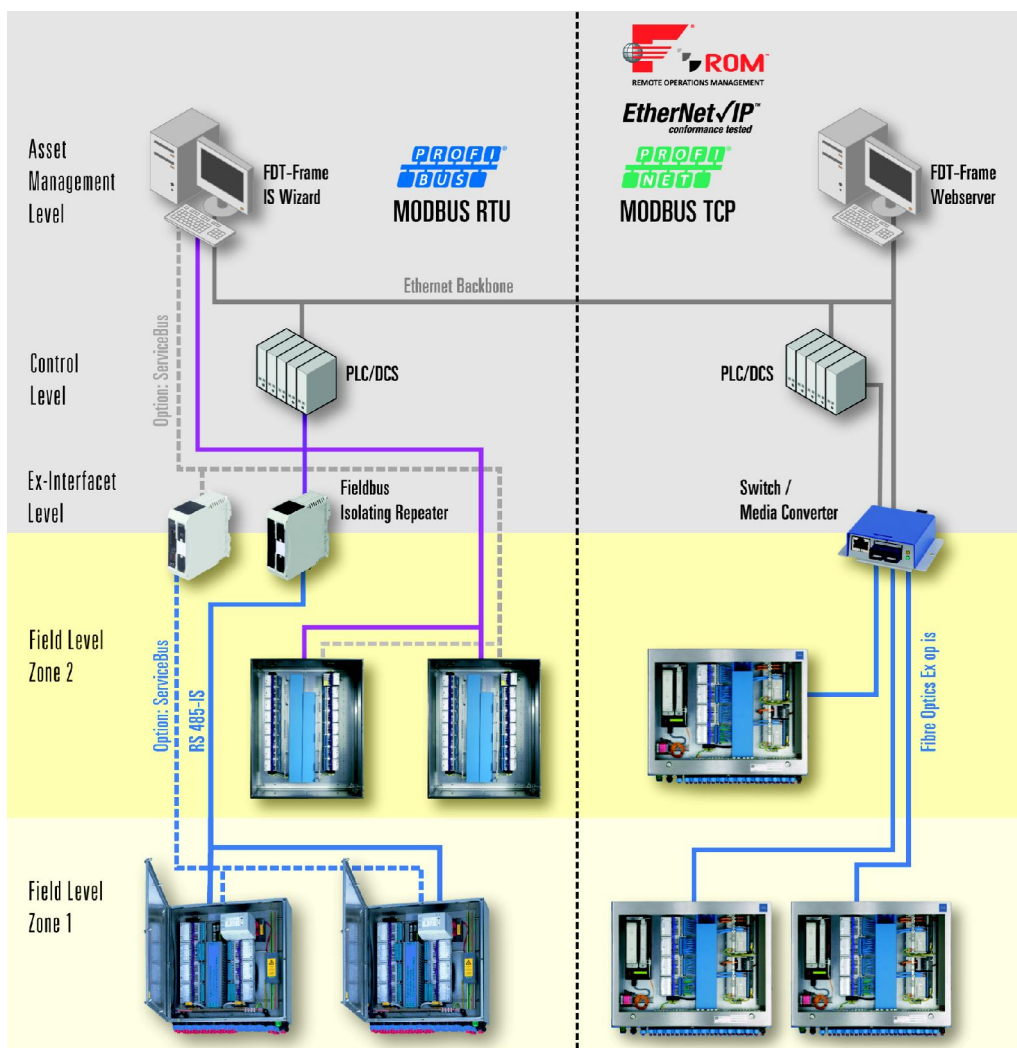 ROM™
REMOTE OPERATIONS MANAGEMENT
EtherNet/IP™
conformance tested
Asset
Management
Level
FDT-Frame
IS Wizard
PROFI®
BUS
MODBUS RTU
PROFI®
NET
MODBUS TCP
FDT-Frame
Webserver
Ethernet Backbone
Option: ServiceBus
Control
Level
PLC/DCS
PLC/DCS
Ex-Interfacet
Level
Fieldbus
Isolating Repeater
Switch /
Media Converter
Field Level
Zone 2
Option: ServiceBus
RS 485-IS
Fibre Optics Ex op is
Field Level
Zone 1